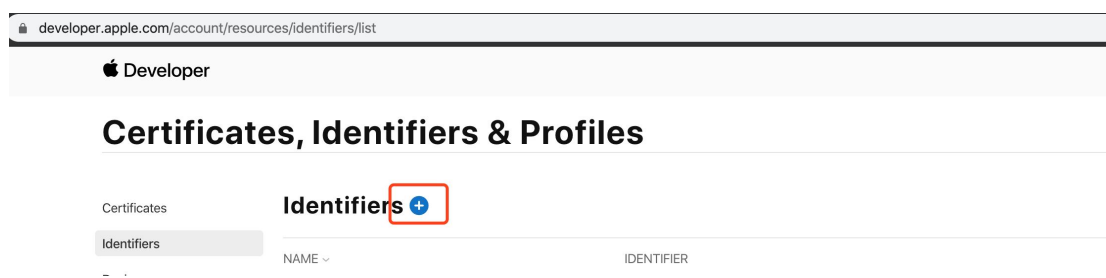 developer.apple.com/account/resources/identifiers/list
Developer
Certificates, Identifiers & Profiles
Certificates
Identifiers
Identifiers
NAME
IDENTIFIER